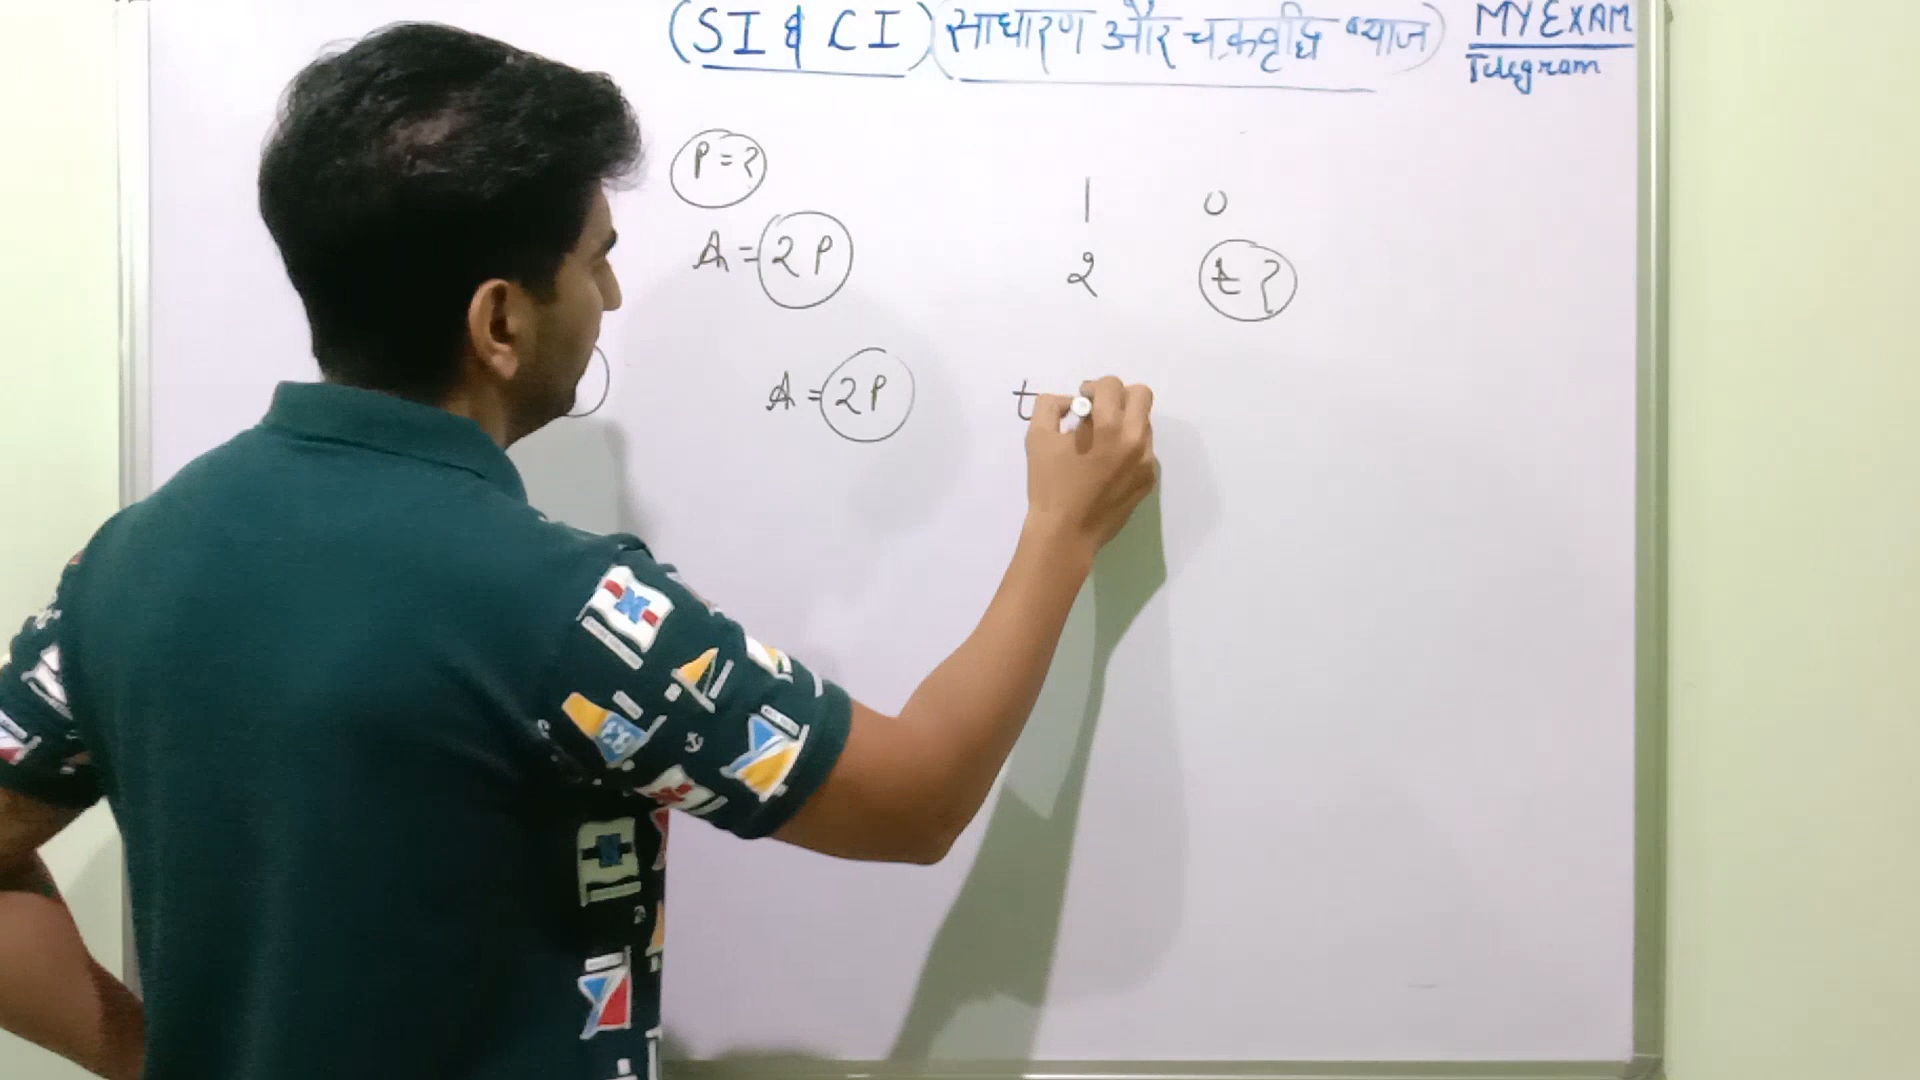 (SI & CI) (साधारण और चक्रवृद्धि ब्याज)
MY EXAM
Telegram
P = ?
1 0
A = 2P
2 t ?
A = 2P t